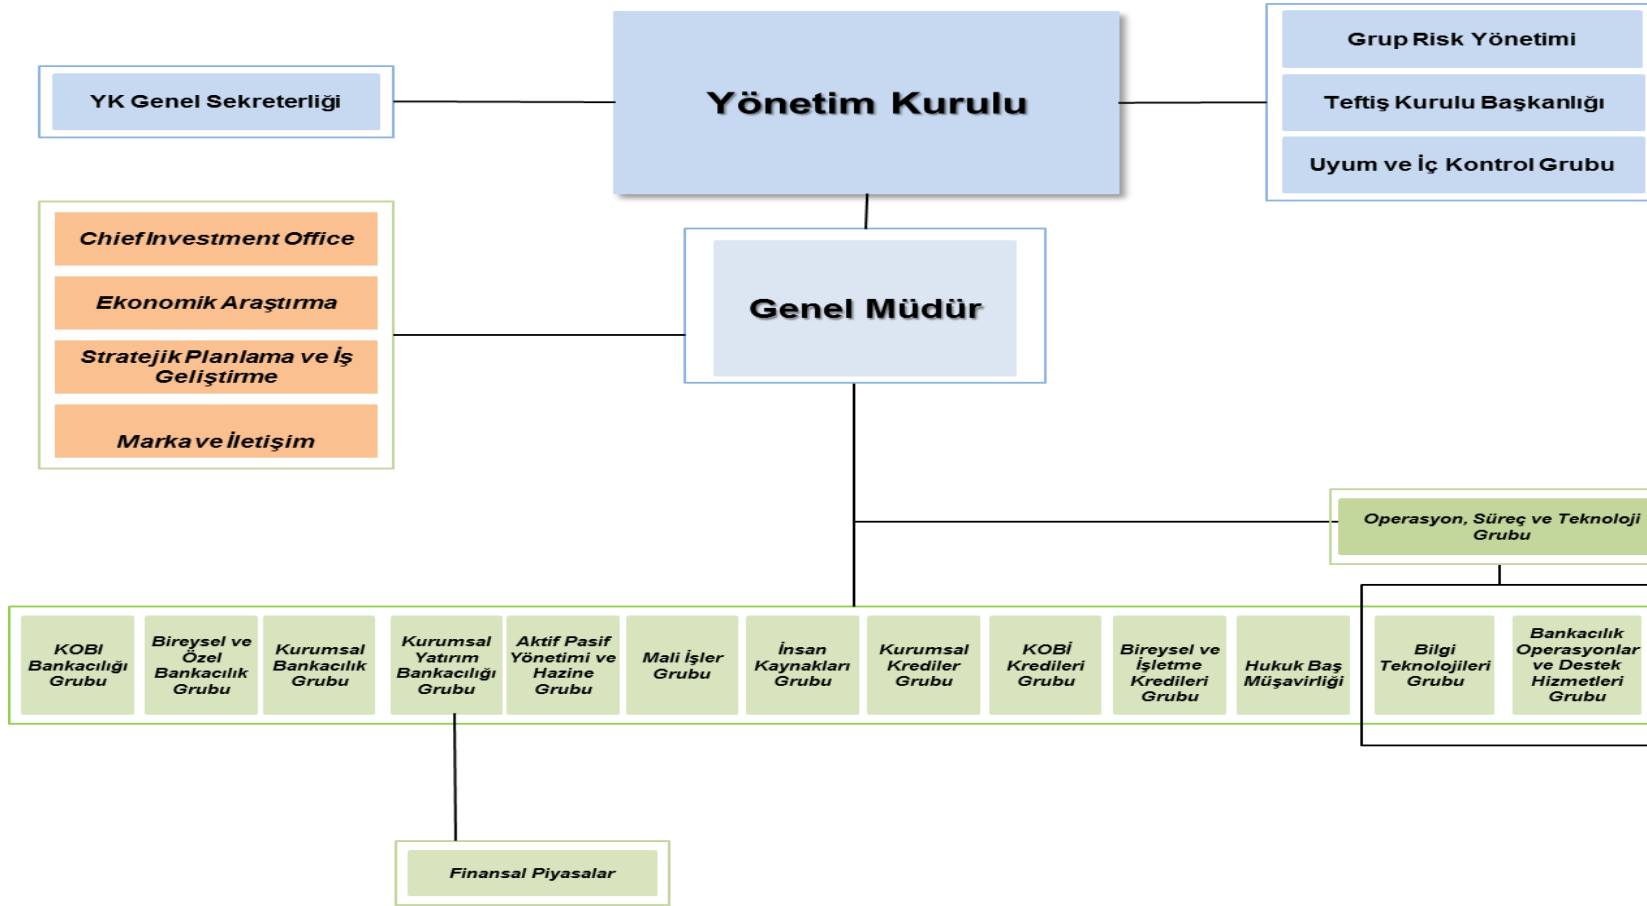 Yönetim Kurulu
YK Genel Sekreterliği
Grup Risk Yönetimi
Teftiş Kurulu Başkanlığı
Uyum ve İç Kontrol Grubu
Genel Müdür
Chief Investment Office
Ekonomik Araştırma
Stratejik Planlama ve İş
Geliştirme
Marka ve İletişim
Operasyon, Süreç ve Teknoloji
Grubu
KOBI
Bankacılığı
Grubu
Bireysel ve
Özel
Bankacılık
Grubu
Kurumsal
Bankacılık
Grubu
Kurumsal
Yatırım
Bankacılığı
Grubu
Aktif Pasif
Yönetimi ve
Hazine
Grubu
Mali İşler
Grubu
İnsan
Kaynakları
Grubu
Kurumsal
Krediler
Grubu
KOBİ
Kredileri
Grubu
Bireysel ve
İşletme
Kredileri
Grubu
Hukuk Baş
Müşavirliği
Bilgi
Teknolojileri
Grubu
Bankacılık
Operasyonlar
ve Destek
Hizmetleri
Grubu
Finansal Piyasalar